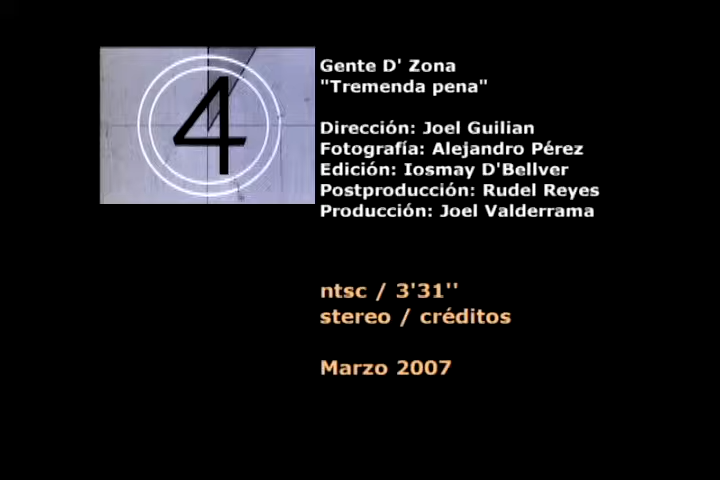 4
Gente D' Zona
"Tremenda pena"
Dirección: Joel Guilian
Fotografía: Alejandro Pérez
Edición: Iosmay D'Bellver
Postproducción: Rudel Reyes
Producción: Joel Valderrama
ntsc / 3'31''
stereo / créditos
Marzo 2007